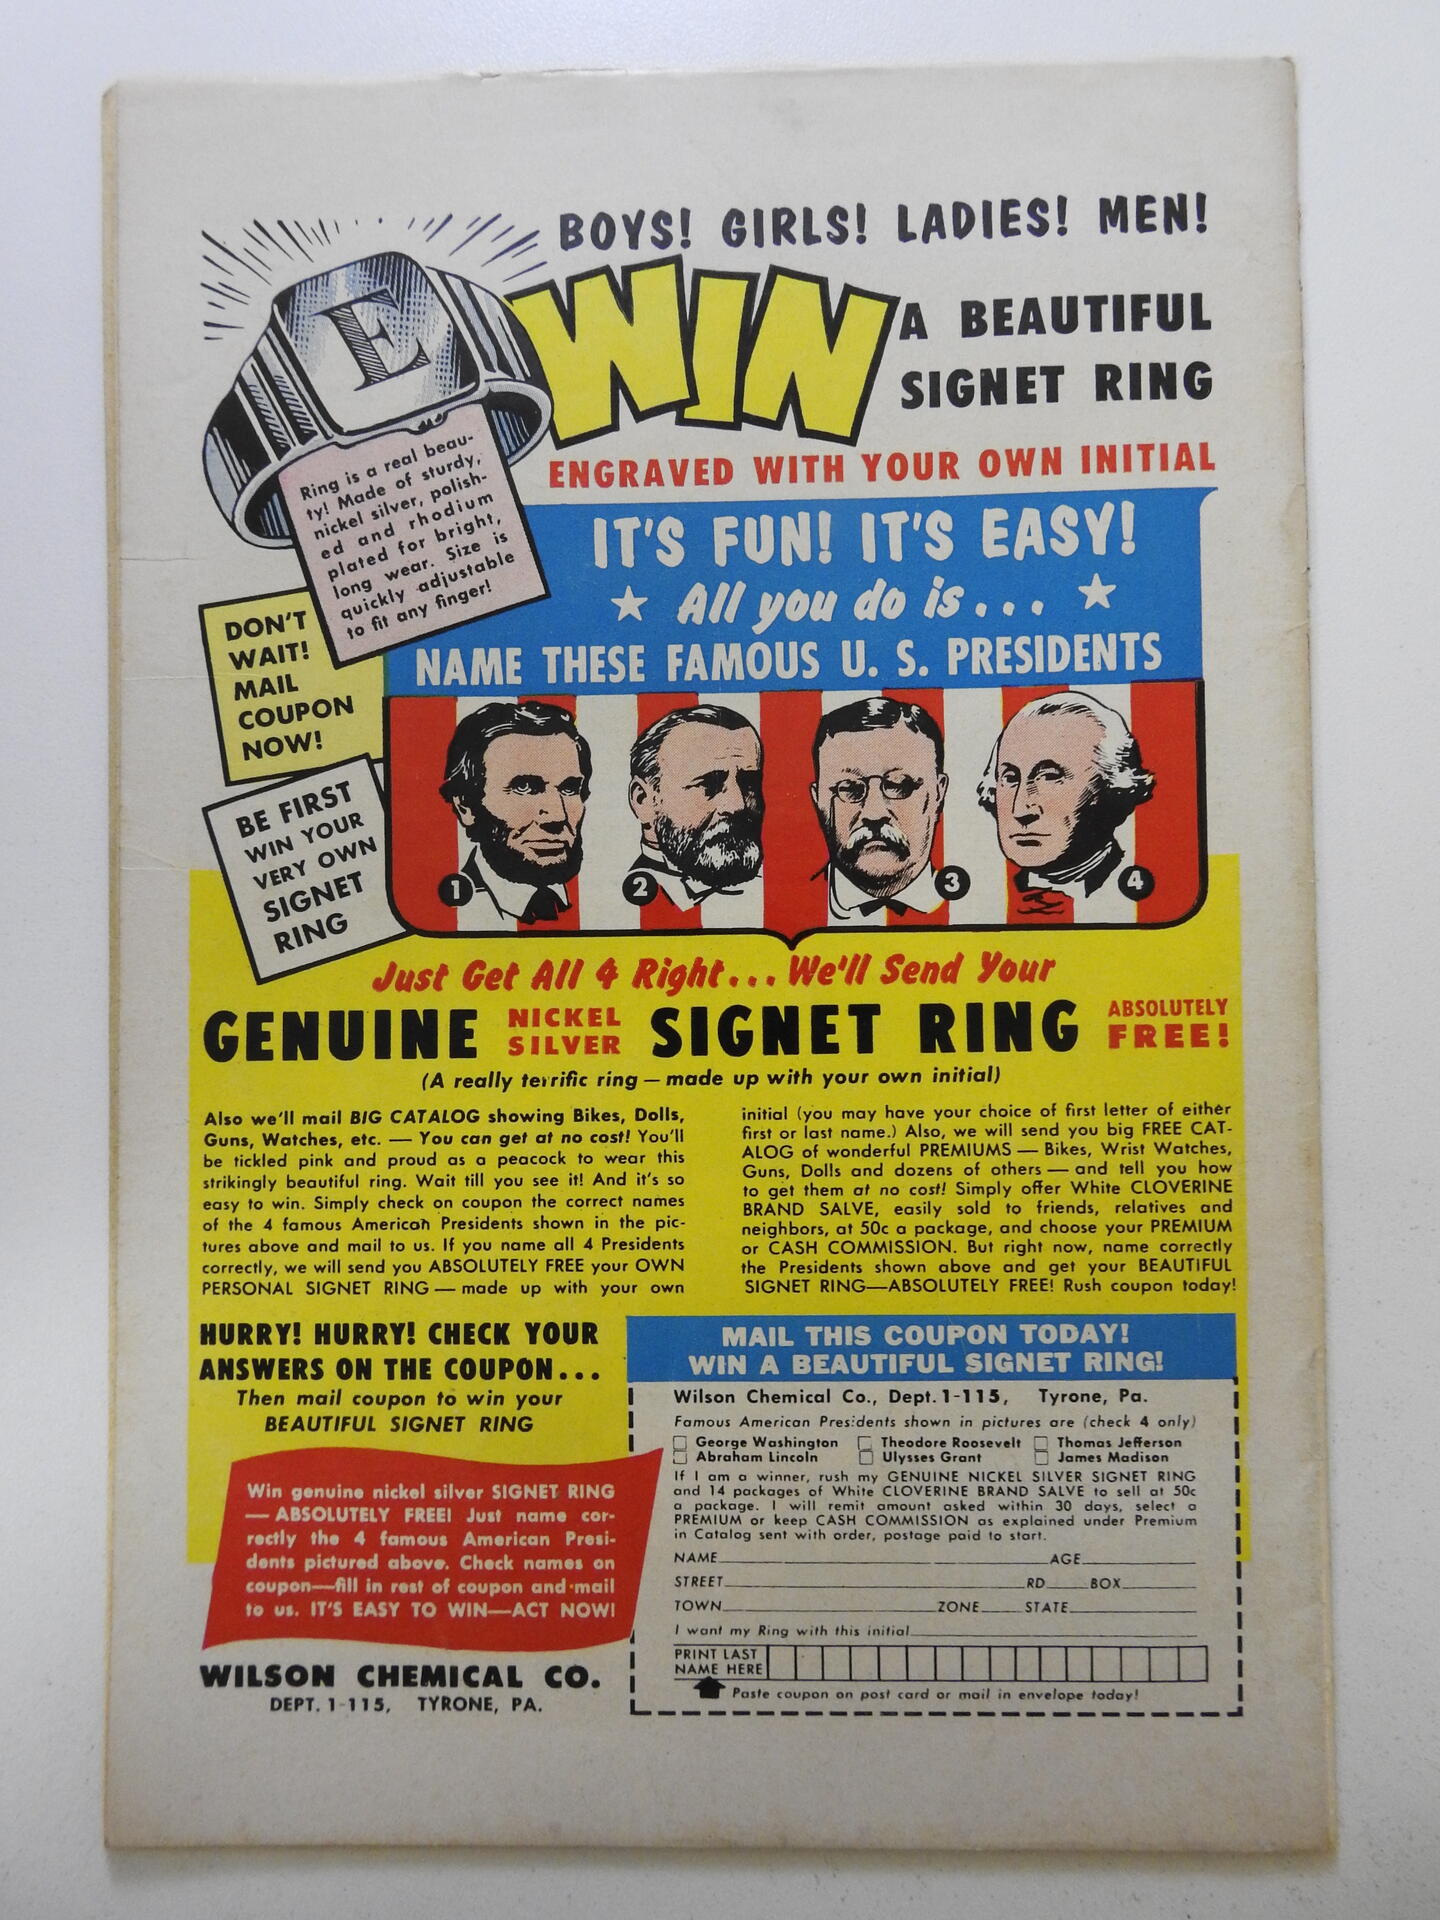 BOYS! GIRLS! LADIES! MEN!
WIN
A BEAUTIFUL
SIGNET RING
ENGRAVED WITH YOUR OWN INITIAL
E
Ring is a real beau-
ty! Made of sturdy,
nickel silver, polish-
ed and rhodium
plated for bright,
long wear. Size is
quickly adjustable
to fit any finger!
IT'S FUN! IT'S EASY!
★ All you do is... ★
NAME THESE FAMOUS U. S. PRESIDENTS
DON'T
WAIT!
MAIL
COUPON
NOW!
BE FIRST
WIN YOUR
VERY OWN
SIGNET
RING
1
2
3
4
Just Get All 4 Right... We'll Send Your
GENUINE NICKEL SILVER SIGNET RING ABSOLUTELY FREE!
(A really terrific ring — made up with your own initial)
Also we'll mail BIG CATALOG showing Bikes, Dolls,
Guns, Watches, etc. — You can get at no cost! You'll
be tickled pink and proud as a peacock to wear this
strikingly beautiful ring. Wait till you see it! And it's so
easy to win. Simply check on coupon the correct names
of the 4 famous American Presidents shown in the pic-
tures above and mail to us. If you name all 4 Presidents
correctly, we will send you ABSOLUTELY FREE your OWN
PERSONAL SIGNET RING — made up with your own
initial (you may have your choice of first letter of either
first or last name.) Also, we will send you big FREE CAT-
ALOG of wonderful PREMIUMS — Bikes, Wrist Watches,
Guns, Dolls and dozens of others — and tell you how
to get them at no cost! Simply offer White CLOVERINE
BRAND SALVE, easily sold to friends, relatives and
neighbors, at 50c a package, and choose your PREMIUM
or CASH COMMISSION. But right now, name correctly
the Presidents shown above and get your BEAUTIFUL
SIGNET RING—ABSOLUTELY FREE! Rush coupon today!
HURRY! HURRY! CHECK YOUR
ANSWERS ON THE COUPON...
Then mail coupon to win your
BEAUTIFUL SIGNET RING
Win genuine nickel silver SIGNET RING
— ABSOLUTELY FREE! Just name cor-
rectly the 4 famous American Presi-
dents pictured above. Check names on
coupon—fill in rest of coupon and mail
to us. IT'S EASY TO WIN—ACT NOW!
WILSON CHEMICAL CO.
DEPT. 1-115, TYRONE, PA.
MAIL THIS COUPON TODAY!
WIN A BEAUTIFUL SIGNET RING!
Wilson Chemical Co., Dept. 1-115, Tyrone, Pa.
Famous American Presidents shown in pictures are (check 4 only)
☐ George Washington ☐ Theodore Roosevelt ☐ Thomas Jefferson
☐ Abraham Lincoln ☐ Ulysses Grant ☐ James Madison
If I am a winner, rush my GENUINE NICKEL SILVER SIGNET RING
and 14 packages of White CLOVERINE BRAND SALVE to sell at 50c
a package. I will remit amount asked within 30 days, select a
PREMIUM or keep CASH COMMISSION as explained under Premium
in Catalog sent with order, postage paid to start.
NAME AGE
STREET RD BOX
TOWN ZONE STATE
I want my Ring with this initial
PRINT LAST
NAME HERE
Paste coupon on post card or mail in envelope today!